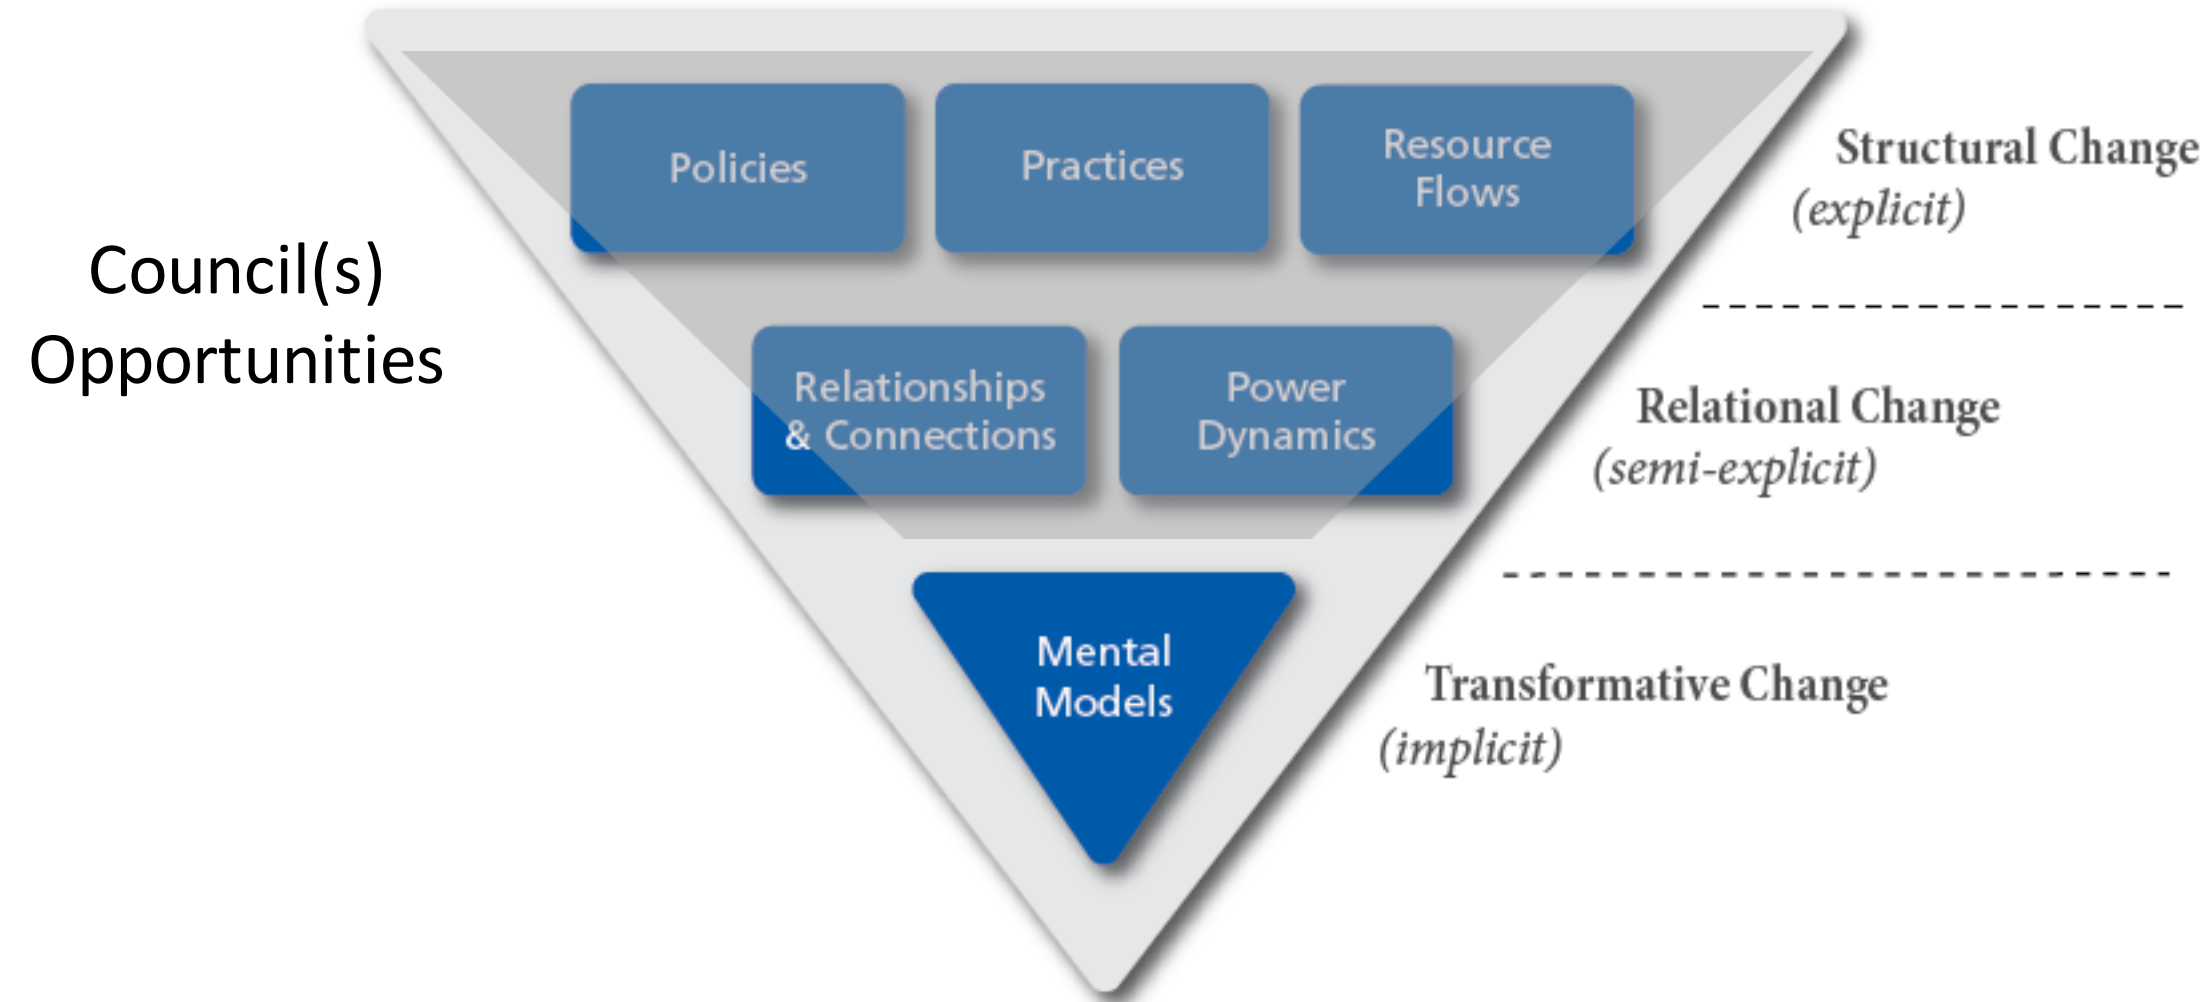 Council(s)
Opportunities
Policies
Practices
Resource
Flows
Structural Change
(explicit)
Relationships
& Connections
Power
Dynamics
Relational Change
(semi-explicit)
Mental
Models
Transformative Change
(implicit)